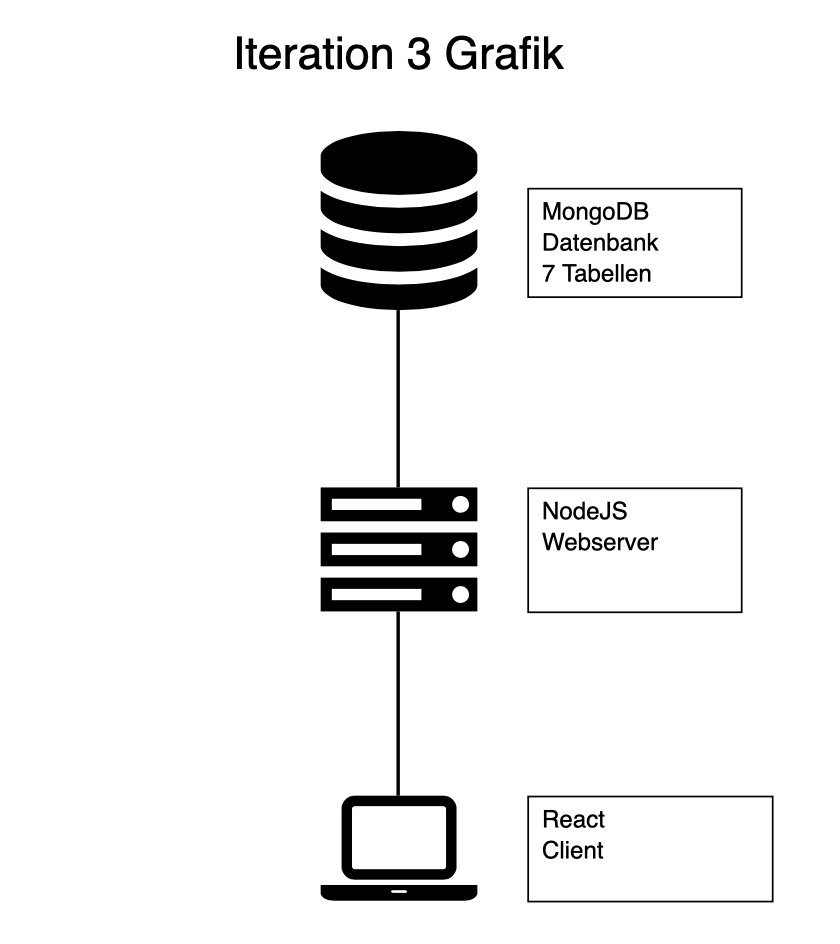 Iteration 3 Grafik
MongoDB
Datenbank
7 Tabellen
NodeJS
Webserver
React
Client